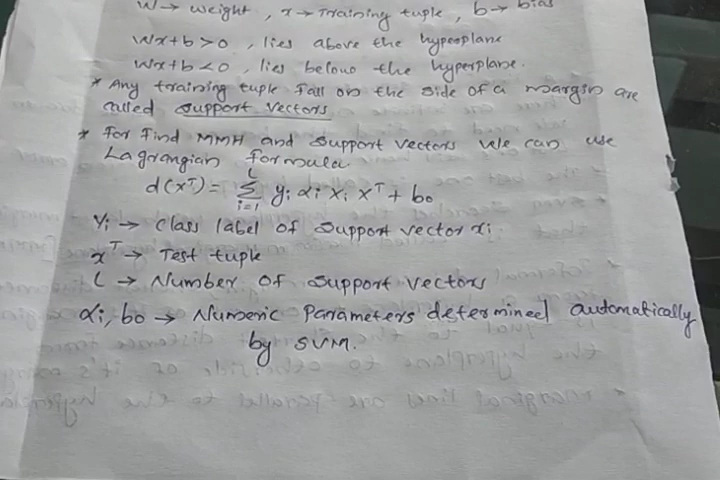 W → weight , x → Training tuple , b → bias
Wx+b>0 , lies above the hyperplane
Wx+b<0 , lies below the hyperplane.
* Any training tuple fall on the side of a margin are
called support vectors
* For find MMH and support vectors we can use
Lagrangian formula
d(xᵀ) = Σ_{i=1}^{l} yi αi xi xᵀ + b0
Yi → class label of support vector xi
xᵀ → Test tuple
l → Number of support vectors
αi, b0 → Numeric Parameters determined automatically
by SVM.